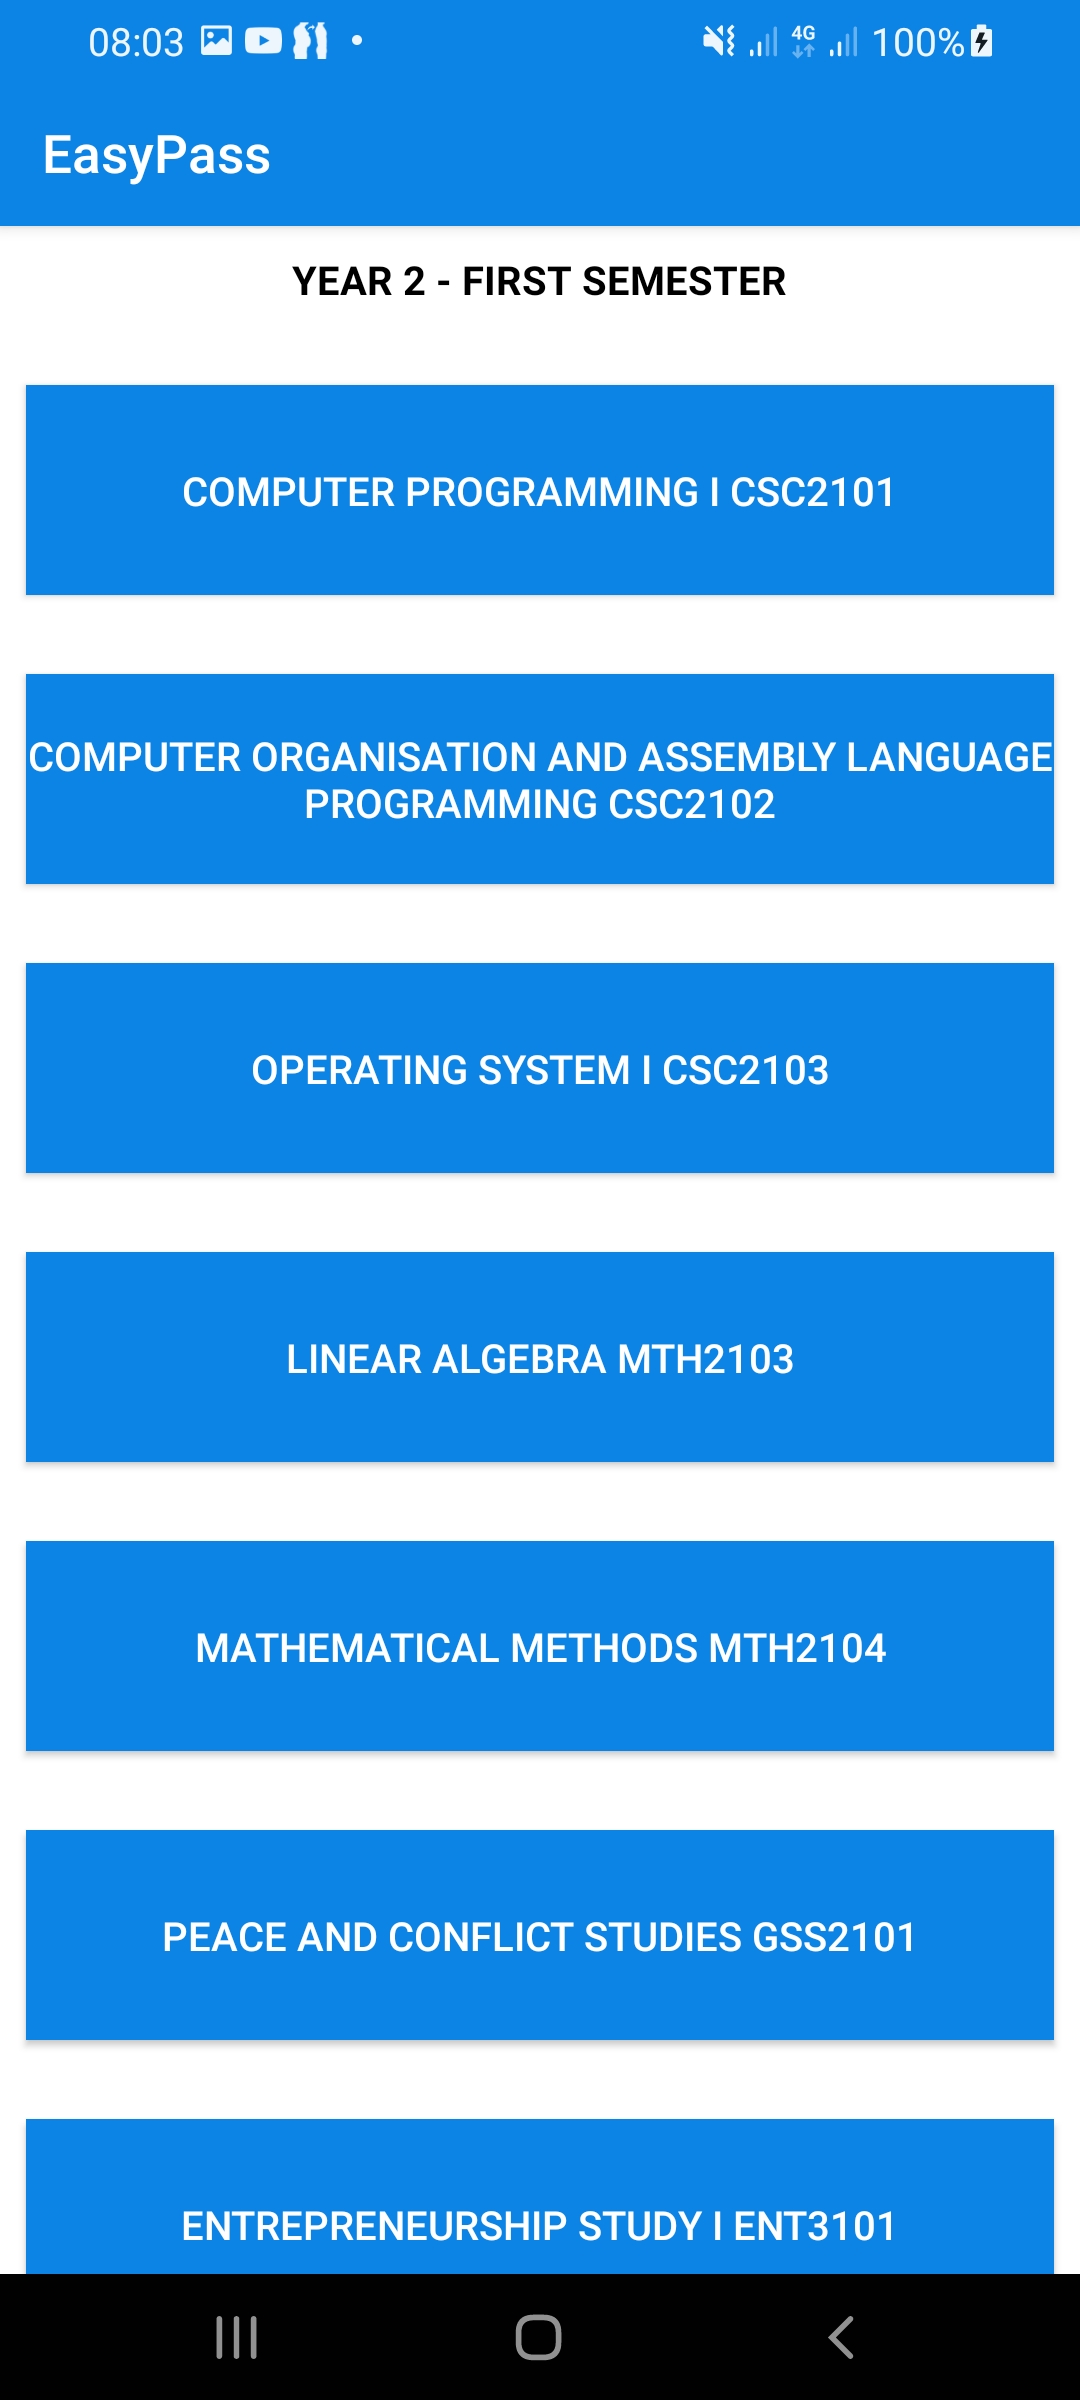 08:03
4G
100%
EasyPass
YEAR 2 - FIRST SEMESTER
COMPUTER PROGRAMMING I CSC2101
COMPUTER ORGANISATION AND ASSEMBLY LANGUAGE
PROGRAMMING CSC2102
OPERATING SYSTEM I CSC2103
LINEAR ALGEBRA MTH2103
MATHEMATICAL METHODS MTH2104
PEACE AND CONFLICT STUDIES GSS2101
ENTREPRENEURSHIP STUDY I ENT3101